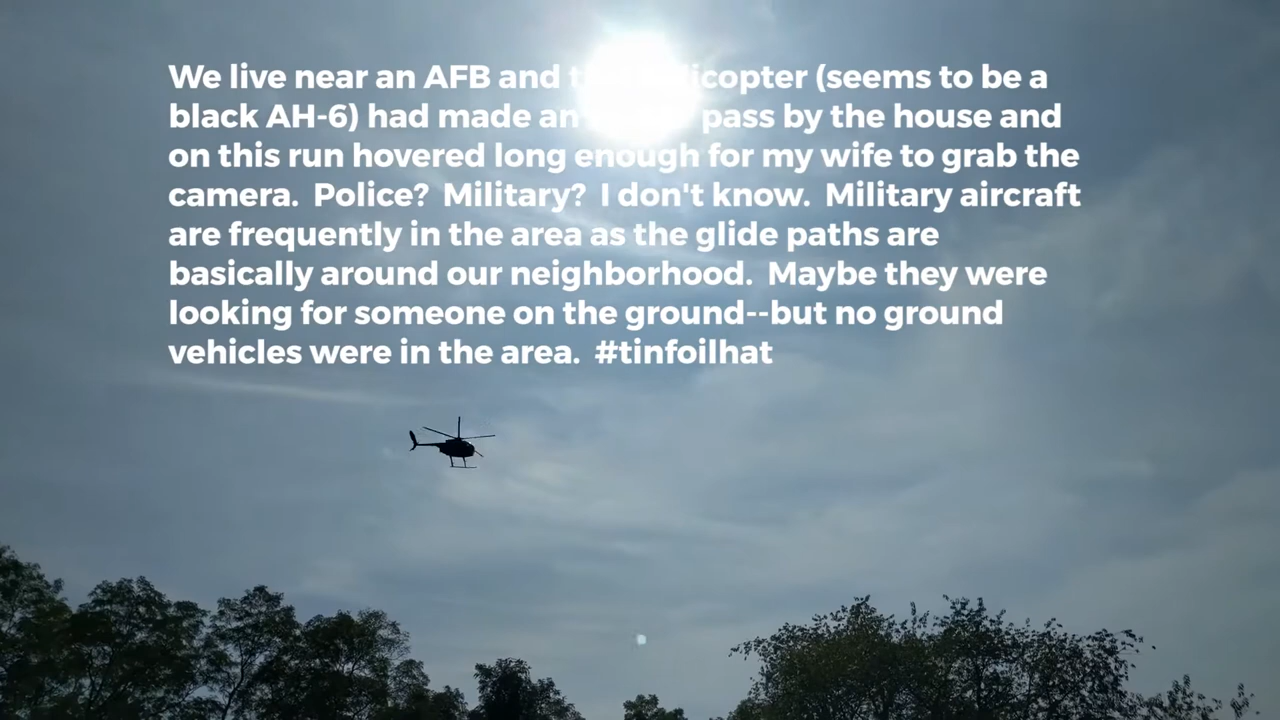 We live near an AFB and icopter (seems to be a
black AH-6) had made an pass by the house and
on this run hovered long enough for my wife to grab the
camera.  Police?  Military?  I don't know.  Military aircraft
are frequently in the area as the glide paths are
basically around our neighborhood.  Maybe they were
looking for someone on the ground--but no ground
vehicles were in the area.  #tinfoilhat